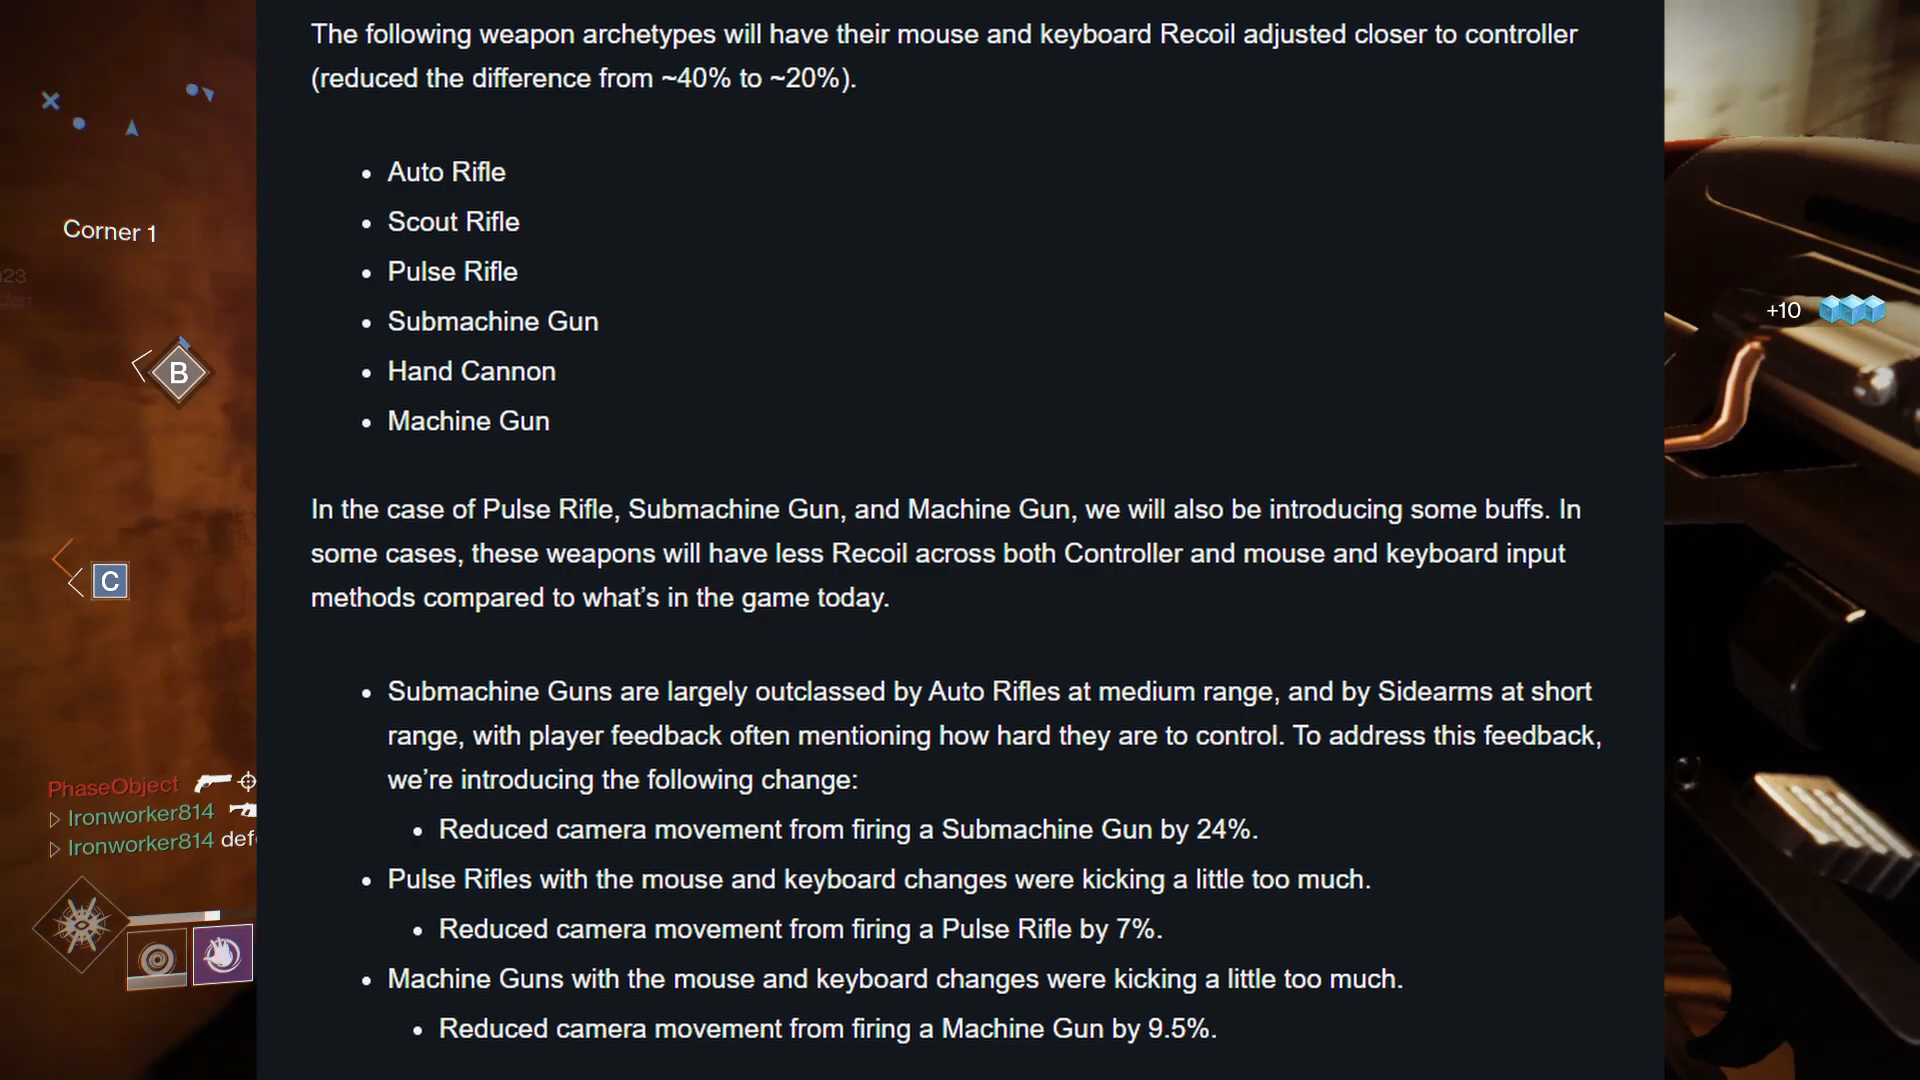 The following weapon archetypes will have their mouse and keyboard Recoil adjusted closer to controller
(reduced the difference from ~40% to ~20%).
• Auto Rifle
• Scout Rifle
• Pulse Rifle
• Submachine Gun
• Hand Cannon
• Machine Gun
In the case of Pulse Rifle, Submachine Gun, and Machine Gun, we will also be introducing some buffs. In
some cases, these weapons will have less Recoil across both Controller and mouse and keyboard input
methods compared to what’s in the game today.
• Submachine Guns are largely outclassed by Auto Rifles at medium range, and by Sidearms at short
range, with player feedback often mentioning how hard they are to control. To address this feedback,
we’re introducing the following change:
• Reduced camera movement from firing a Submachine Gun by 24%.
• Pulse Rifles with the mouse and keyboard changes were kicking a little too much.
• Reduced camera movement from firing a Pulse Rifle by 7%.
• Machine Guns with the mouse and keyboard changes were kicking a little too much.
• Reduced camera movement from firing a Machine Gun by 9.5%.
Corner 1
B
C
PhaseObject
Ironworker814
Ironworker814 def
+10